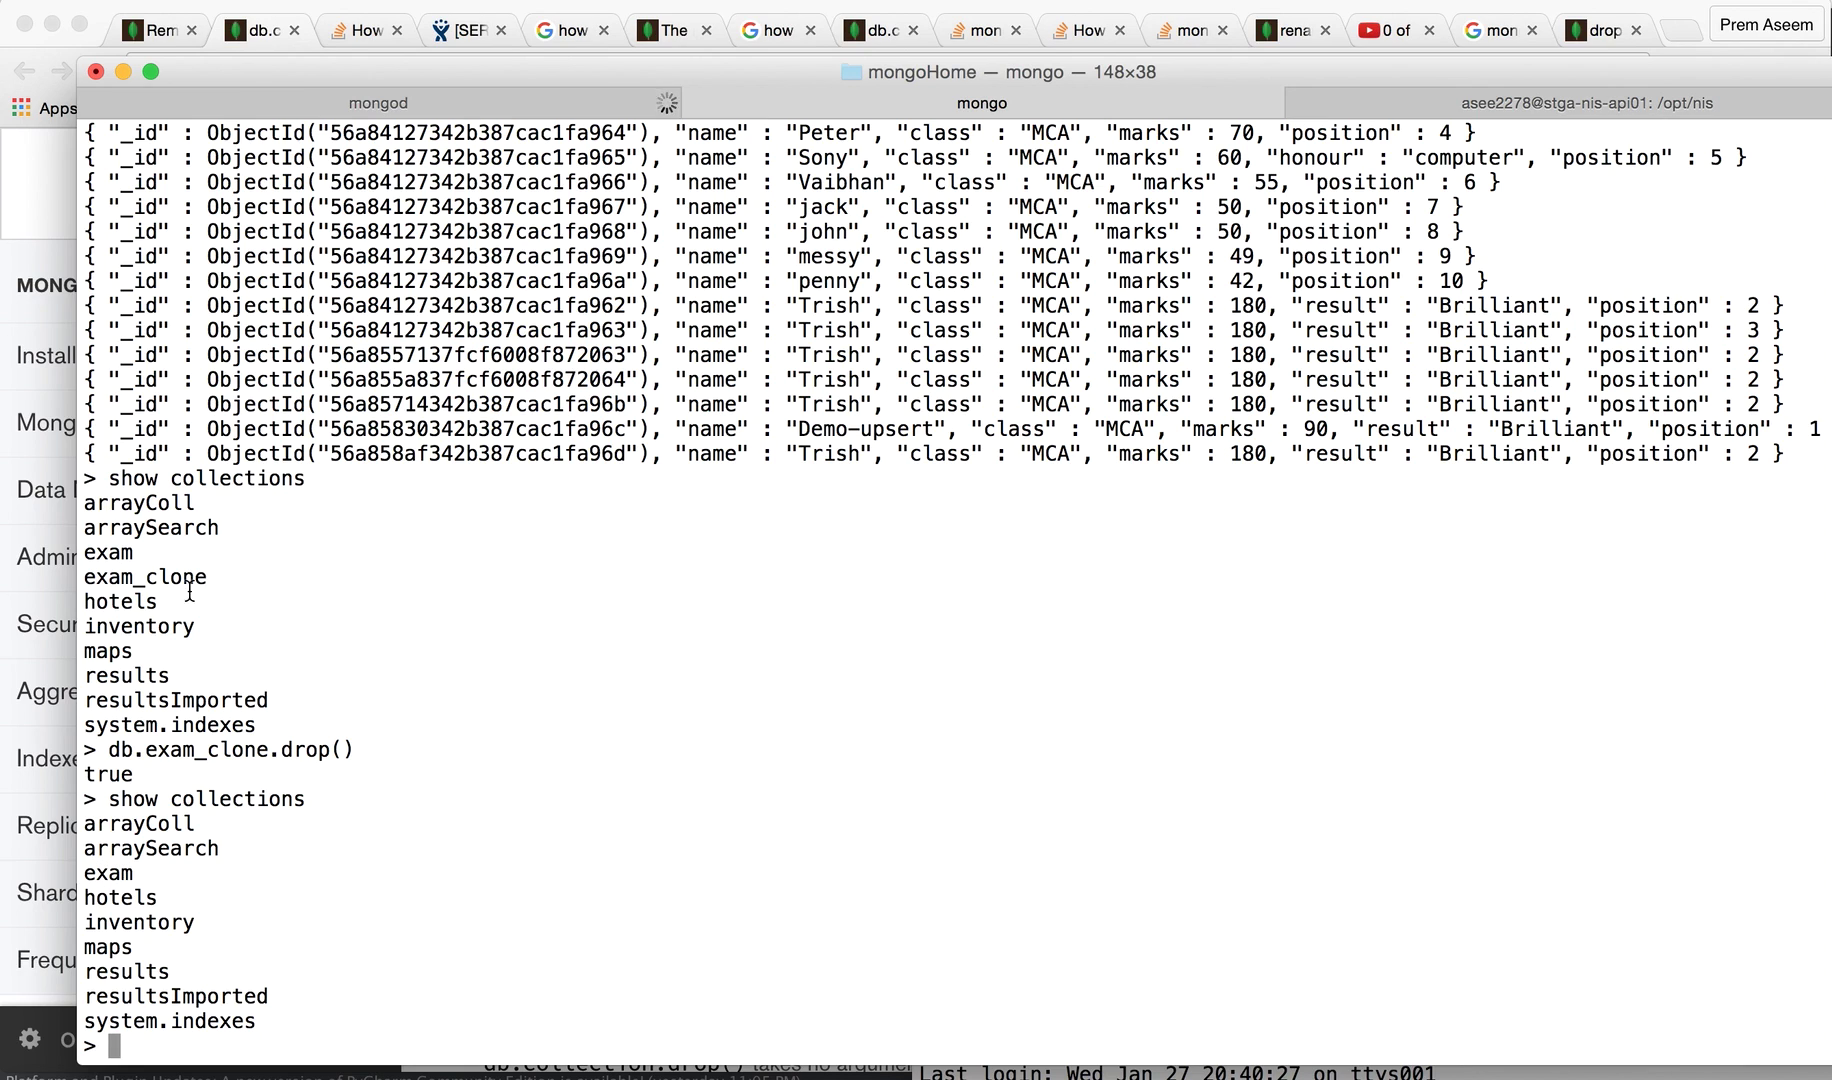 Rem db.c How [SER how The how db.c mon How mon rena 0 of mon drop Prem Aseem
mongoHome — mongo — 148×38
Apps
mongod mongo asee2278@stga-nis-api01: /opt/nis
{ "_id" : ObjectId("56a84127342b387cac1fa964"), "name" : "Peter", "class" : "MCA", "marks" : 70, "position" : 4 }
{ "_id" : ObjectId("56a84127342b387cac1fa965"), "name" : "Sony", "class" : "MCA", "marks" : 60, "honour" : "computer", "position" : 5 }
{ "_id" : ObjectId("56a84127342b387cac1fa966"), "name" : "Vaibhan", "class" : "MCA", "marks" : 55, "position" : 6 }
{ "_id" : ObjectId("56a84127342b387cac1fa967"), "name" : "jack", "class" : "MCA", "marks" : 50, "position" : 7 }
{ "_id" : ObjectId("56a84127342b387cac1fa968"), "name" : "john", "class" : "MCA", "marks" : 50, "position" : 8 }
{ "_id" : ObjectId("56a84127342b387cac1fa969"), "name" : "messy", "class" : "MCA", "marks" : 49, "position" : 9 }
{ "_id" : ObjectId("56a84127342b387cac1fa96a"), "name" : "penny", "class" : "MCA", "marks" : 42, "position" : 10 }
{ "_id" : ObjectId("56a84127342b387cac1fa962"), "name" : "Trish", "class" : "MCA", "marks" : 180, "result" : "Brilliant", "position" : 2 }
{ "_id" : ObjectId("56a84127342b387cac1fa963"), "name" : "Trish", "class" : "MCA", "marks" : 180, "result" : "Brilliant", "position" : 3 }
{ "_id" : ObjectId("56a8557137fcf6008f872063"), "name" : "Trish", "class" : "MCA", "marks" : 180, "result" : "Brilliant", "position" : 2 }
{ "_id" : ObjectId("56a855a837fcf6008f872064"), "name" : "Trish", "class" : "MCA", "marks" : 180, "result" : "Brilliant", "position" : 2 }
{ "_id" : ObjectId("56a85714342b387cac1fa96b"), "name" : "Trish", "class" : "MCA", "marks" : 180, "result" : "Brilliant", "position" : 2 }
{ "_id" : ObjectId("56a85830342b387cac1fa96c"), "name" : "Demo-upsert", "class" : "MCA", "marks" : 90, "result" : "Brilliant", "position" : 1
{ "_id" : ObjectId("56a858af342b387cac1fa96d"), "name" : "Trish", "class" : "MCA", "marks" : 180, "result" : "Brilliant", "position" : 2 }
> show collections
arrayColl
arraySearch
exam
exam_clone
hotels
inventory
maps
results
resultsImported
system.indexes
> db.exam_clone.drop()
true
> show collections
arrayColl
arraySearch
exam
hotels
inventory
maps
results
resultsImported
system.indexes
>
MONG
Install
Mong
Data
Admin
Secur
Aggre
Indexe
Replic
Shard
Frequ
db.collection.drop() takes no argumer
Last login: Wed Jan 27 20:40:27 on ttys001